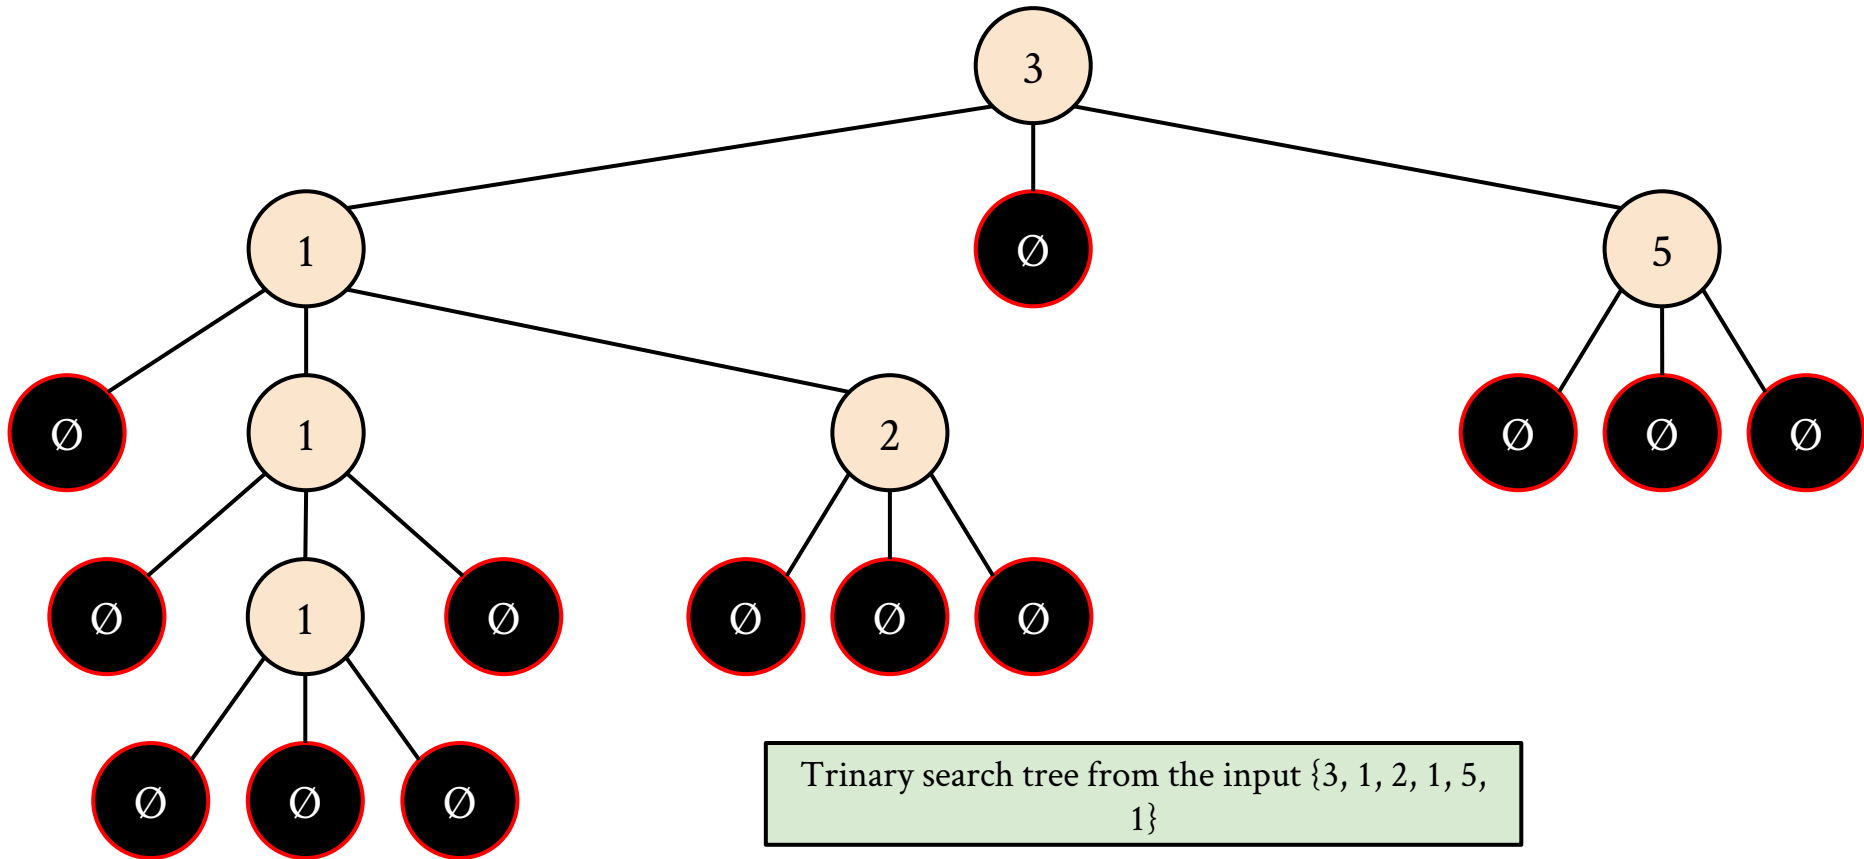 3
1 Ø 5
Ø 1 2 Ø Ø Ø
Ø 1 Ø Ø Ø Ø
Ø Ø Ø
Trinary search tree from the input {3, 1, 2, 1, 5,
1}